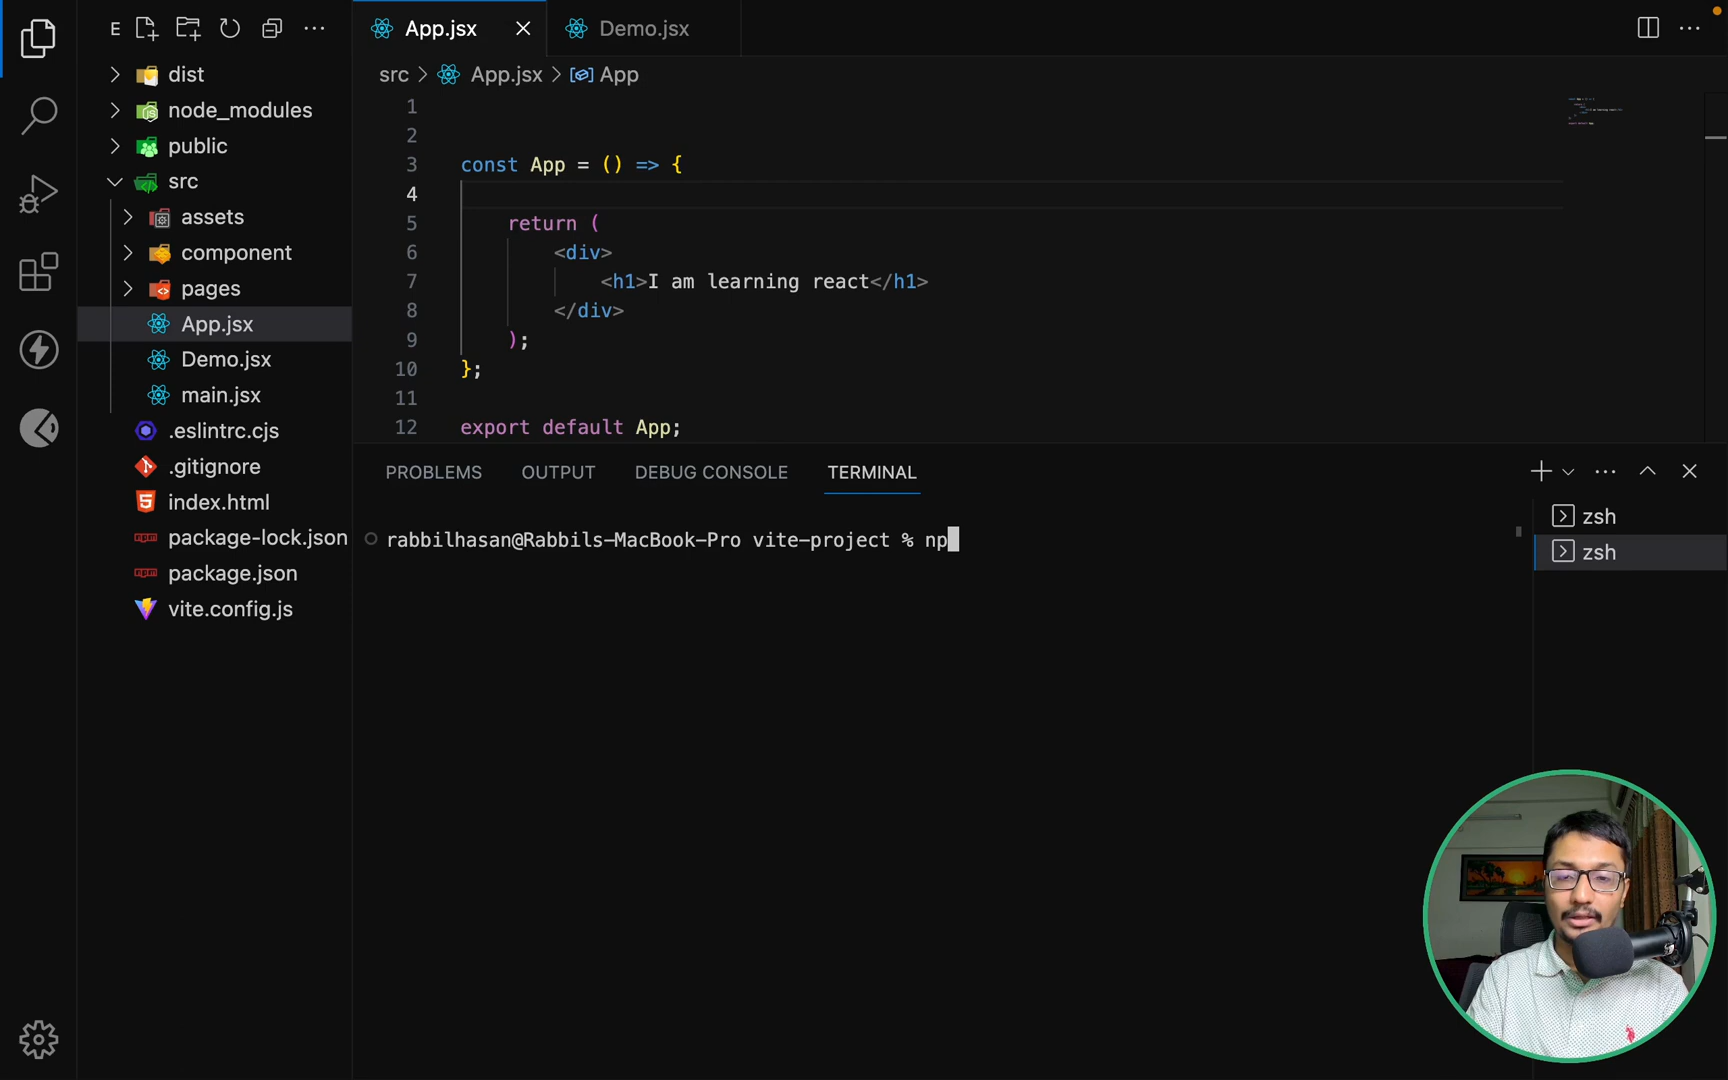 E
App.jsx
Demo.jsx
dist
node_modules
public
src
assets
component
pages
App.jsx
Demo.jsx
main.jsx
.eslintrc.cjs
.gitignore
index.html
package-lock.json
package.json
vite.config.js
src > App.jsx > App
1
2
3 const App = () => {
4
5 return (
6 <div>
7 <h1>I am learning react</h1>
8 </div>
9 );
10 };
11
12 export default App;
PROBLEMS OUTPUT DEBUG CONSOLE TERMINAL
rabbilhasan@Rabbils-MacBook-Pro vite-project % np
zsh
zsh